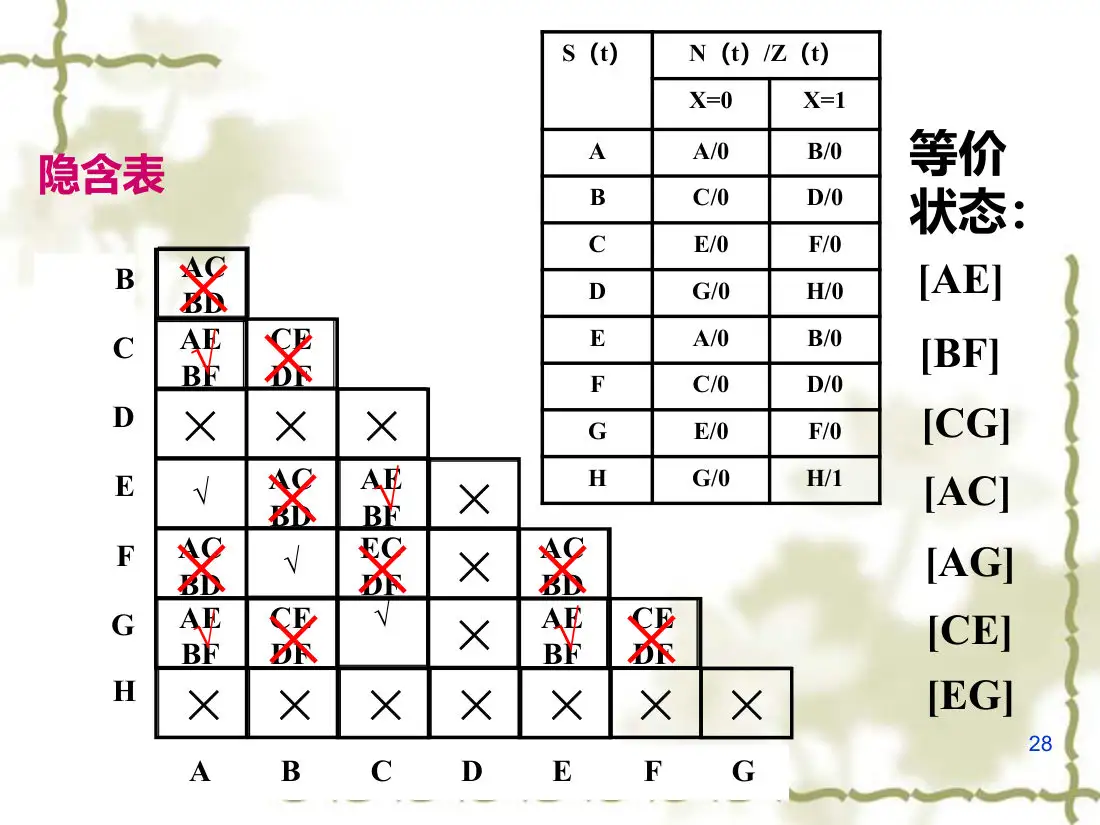 S（t） N（t）/Z（t）
X=0 X=1
A A/0 B/0
B C/0 D/0
C E/0 F/0
D G/0 H/0
E A/0 B/0
F C/0 D/0
G E/0 F/0
H G/0 H/1
隐含表
等价
状态：
[AE]
[BF]
[CG]
[AC]
[AG]
[CE]
[EG]
B AC
BD
C AE CE
√
BF DF
D × × ×
E √ AC AE ×
√
BD BF
F AC √ EC × AC
BD DF BD
G AE CE √ × AE CE
√ √
BF DF BF DF
H × × × × × × ×
A B C D E F G
28